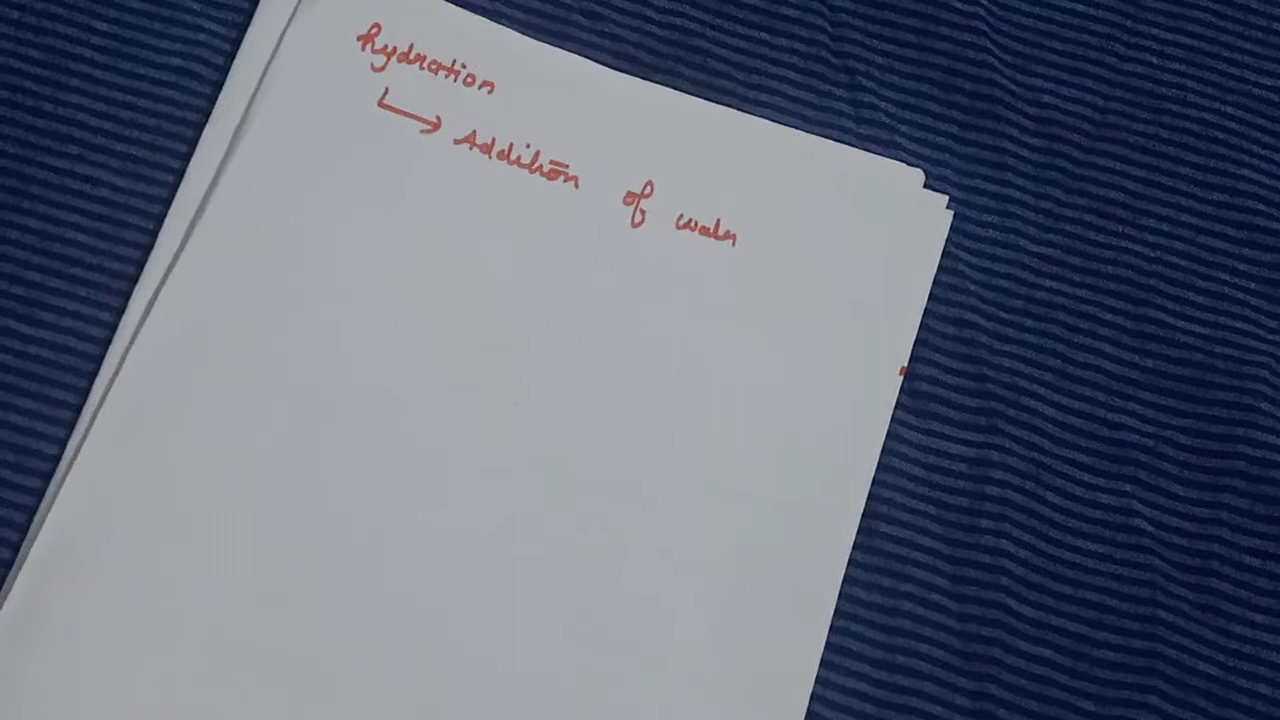 hydration
↳ Addition of water